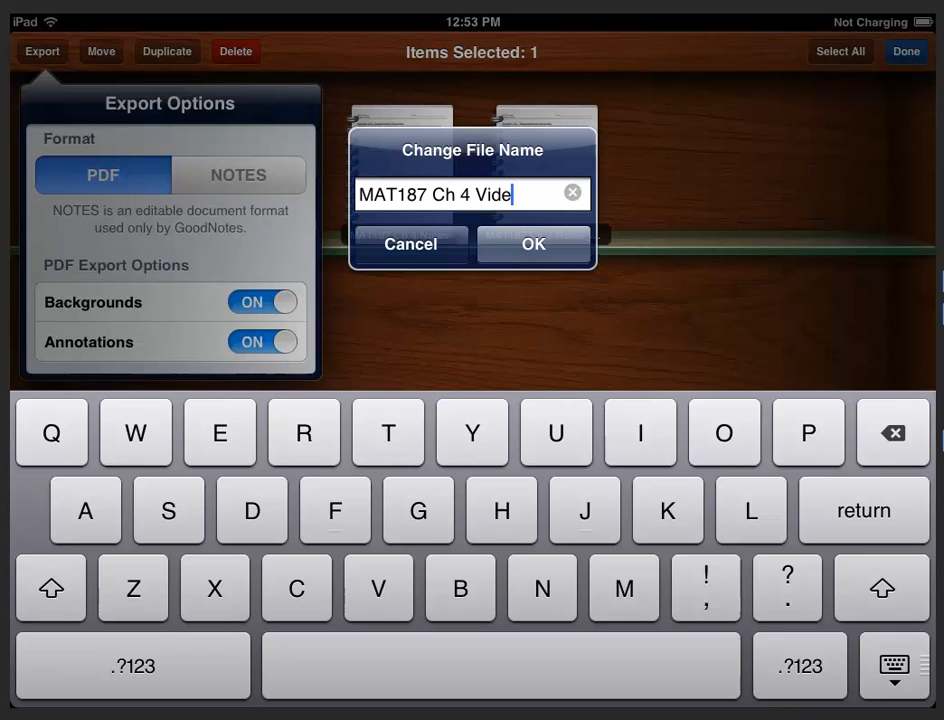 iPad 12:53 PM Not Charging
Export Move Duplicate Delete Items Selected: 1 Select All Done
Export Options
Format
PDF NOTES
NOTES is an editable document format
used only by GoodNotes.
PDF Export Options
Backgrounds ON
Annotations ON
Change File Name
MAT187 Ch 4 Vide
Cancel OK
Q W E R T Y U I O P
A S D F G H J K L return
Z X C V B N M ! , ? .
.?123 .?123